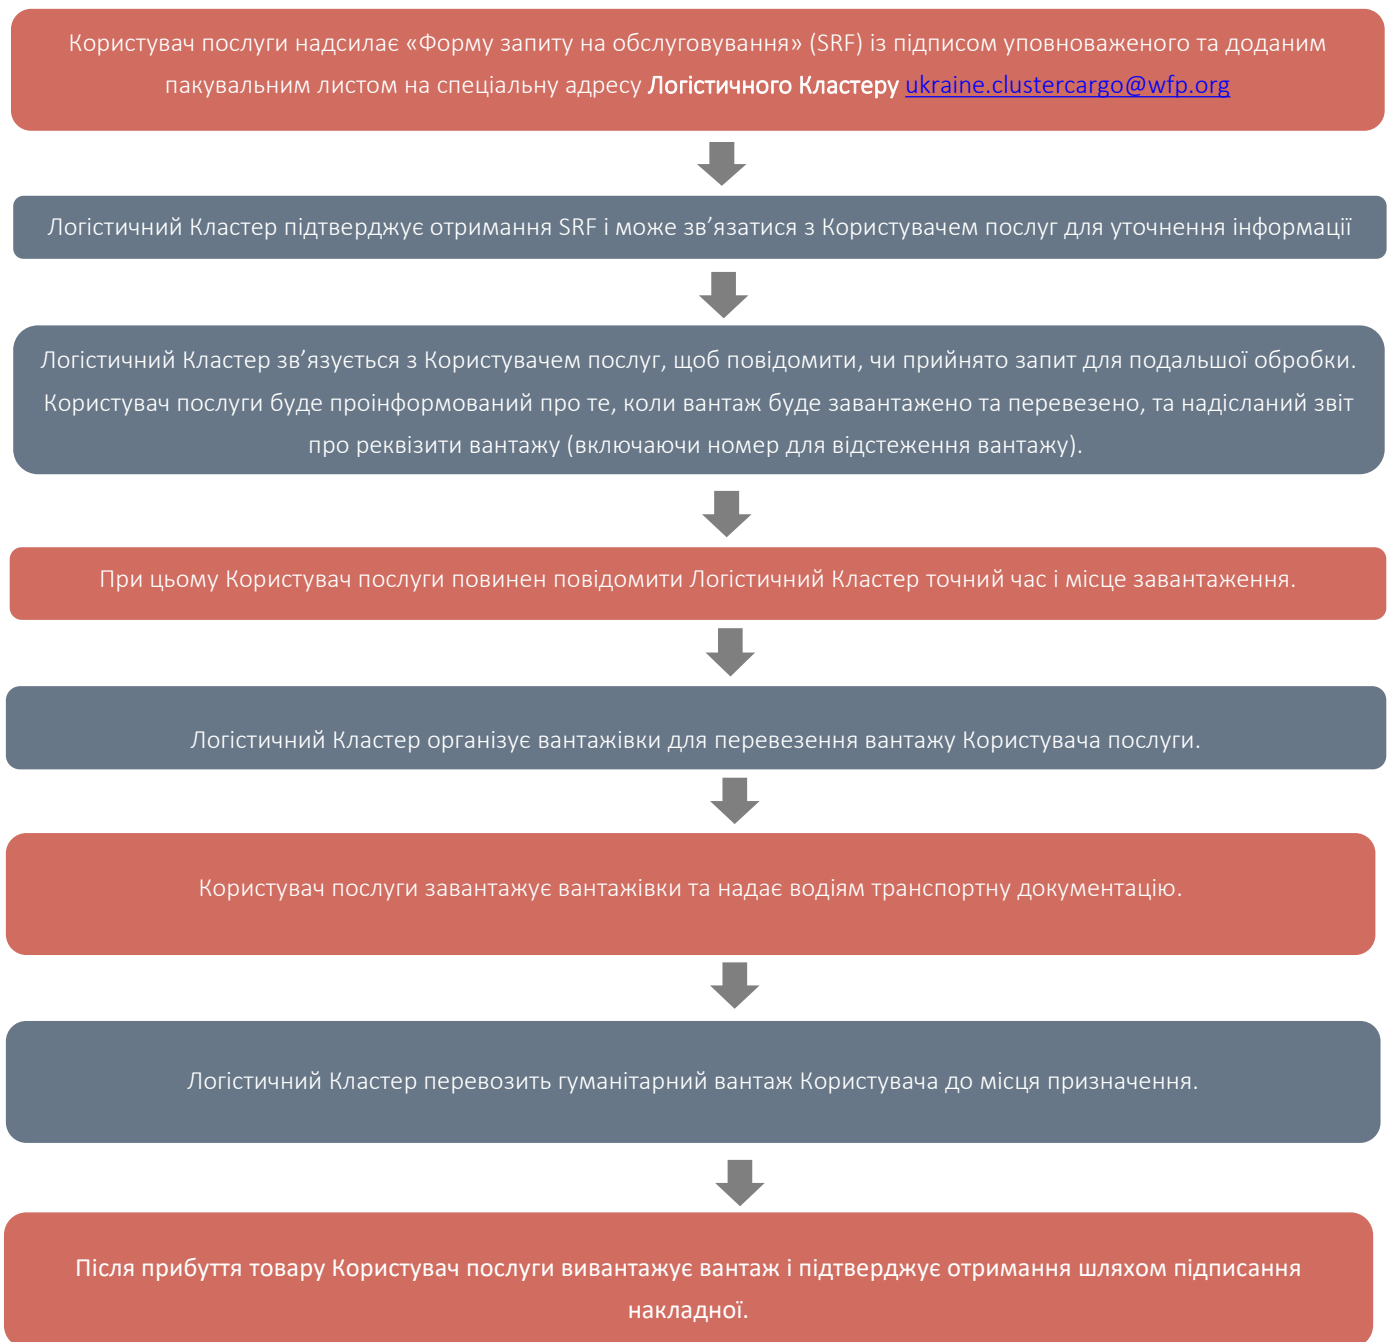 Користувач послуги надсилає «Форму запиту на обслуговування» (SRF) із підписом уповноваженого та доданим
пакувальним листом на спеціальну адресу Логістичного Кластеру ukraine.clustercargo@wfp.org
Логістичний Кластер підтверджує отримання SRF і може зв’язатися з Користувачем послуг для уточнення інформації
Логістичний Кластер зв’язується з Користувачем послуг, щоб повідомити, чи прийнято запит для подальшої обробки.
Користувач послуги буде проінформований про те, коли вантаж буде завантажено та перевезено, та надісланий звіт
про реквізити вантажу (включаючи номер для відстеження вантажу).
При цьому Користувач послуги повинен повідомити Логістичний Кластер точний час і місце завантаження.
Логістичний Кластер організує вантажівки для перевезення вантажу Користувача послуги.
Користувач послуги завантажує вантажівки та надає водіям транспортну документацію.
Логістичний Кластер перевозить гуманітарний вантаж Користувача до місця призначення.
Після прибуття товару Користувач послуги вивантажує вантаж і підтверджує отримання шляхом підписання
накладної.